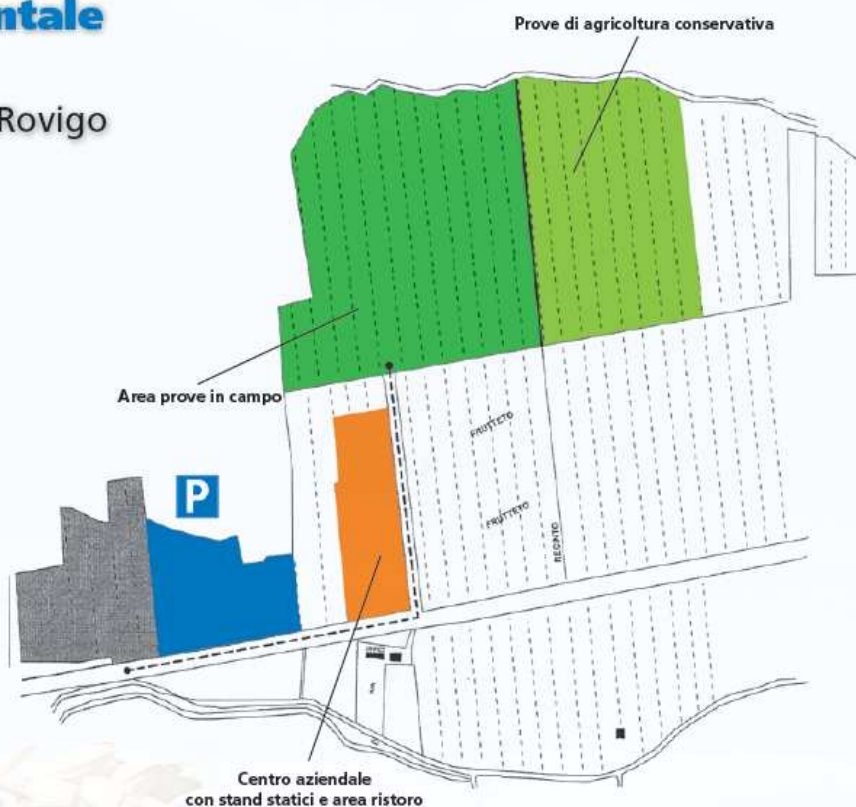 ntale
Prove di agricoltura conservativa
Rovigo
Area prove in campo
FRUTTETO
P
FRUTTETO
RECINTO
Centro aziendale
con stand statici e area ristoro